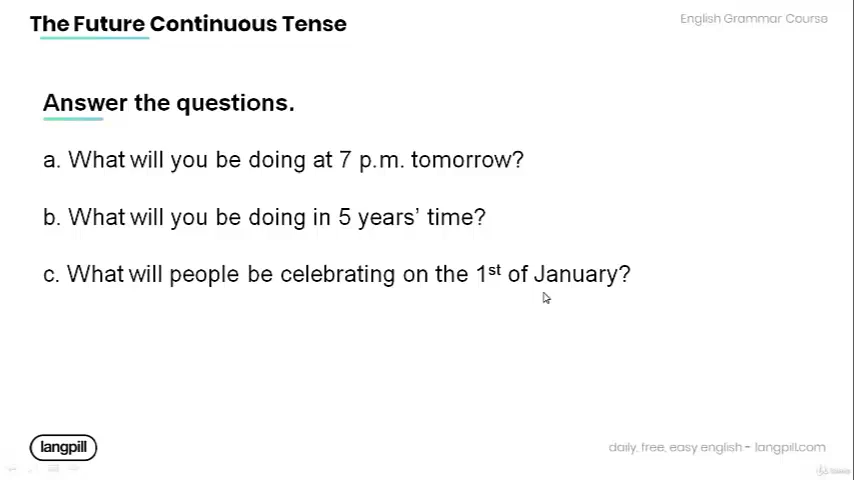 The Future Continuous Tense
English Grammar Course
Answer the questions.
a. What will you be doing at 7 p.m. tomorrow?
b. What will you be doing in 5 years’ time?
c. What will people be celebrating on the 1st of January?
langpill
daily, free, easy english - langpill.com